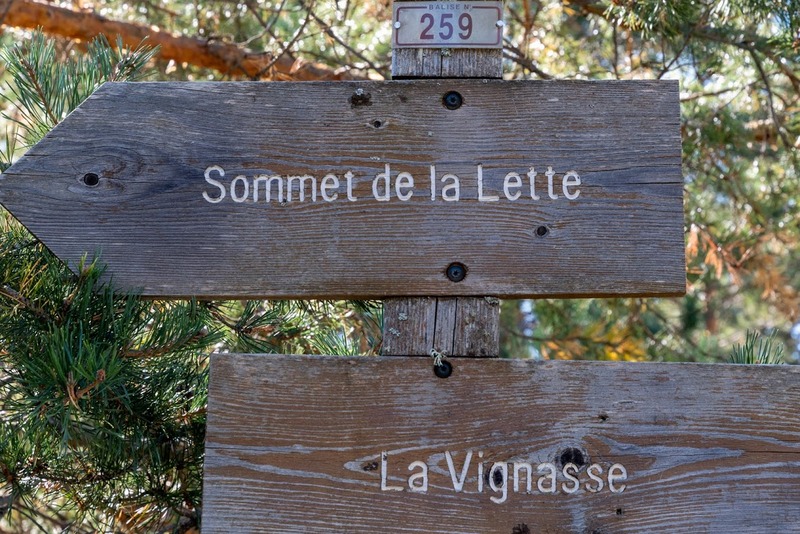 BALISE N°
259
Sommet de la Lette
La Vignasse